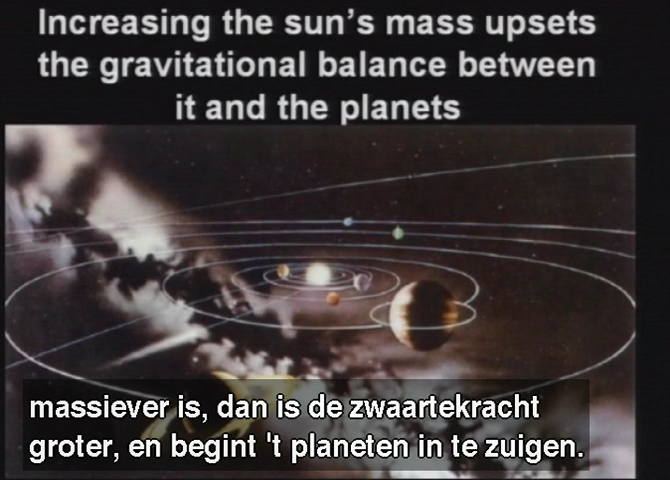 Increasing the sun’s mass upsets
the gravitational balance between
it and the planets
massiever is, dan is de zwaartekracht
groter, en begint 't planeten in te zuigen.